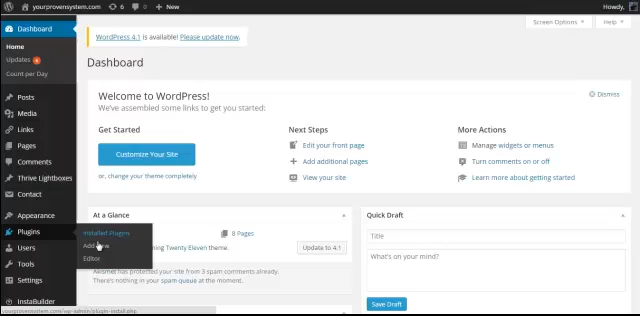 yourprovensystem.com 6 0 + New Howdy,
Screen Options Help
Dashboard
Home
Updates
Count per Day
Posts
Media
Links
Pages
Comments
Thrive Lightboxes
Contact
Appearance
Plugins
Users
Tools
Settings
InstaBuilder
Installed Plugins
Add New
Editor
WordPress 4.1 is available! Please update now.
Dashboard
Dismiss
Welcome to WordPress!
We've assembled some links to get you started:
Get Started
Customize Your Site
or, change your theme completely
Next Steps
Edit your front page
Add additional pages
View your site
More Actions
Manage widgets or menus
Turn comments on or off
Learn more about getting started
At a Glance
8 Pages
Twenty Eleven theme.
Update to 4.1
Akismet has protected your site from 3 spam comments already.
There's nothing in your spam queue at the moment.
Quick Draft
Title
What's on your mind?
Save Draft
yourprovensystem.com/wp-admin/plugin-install.php